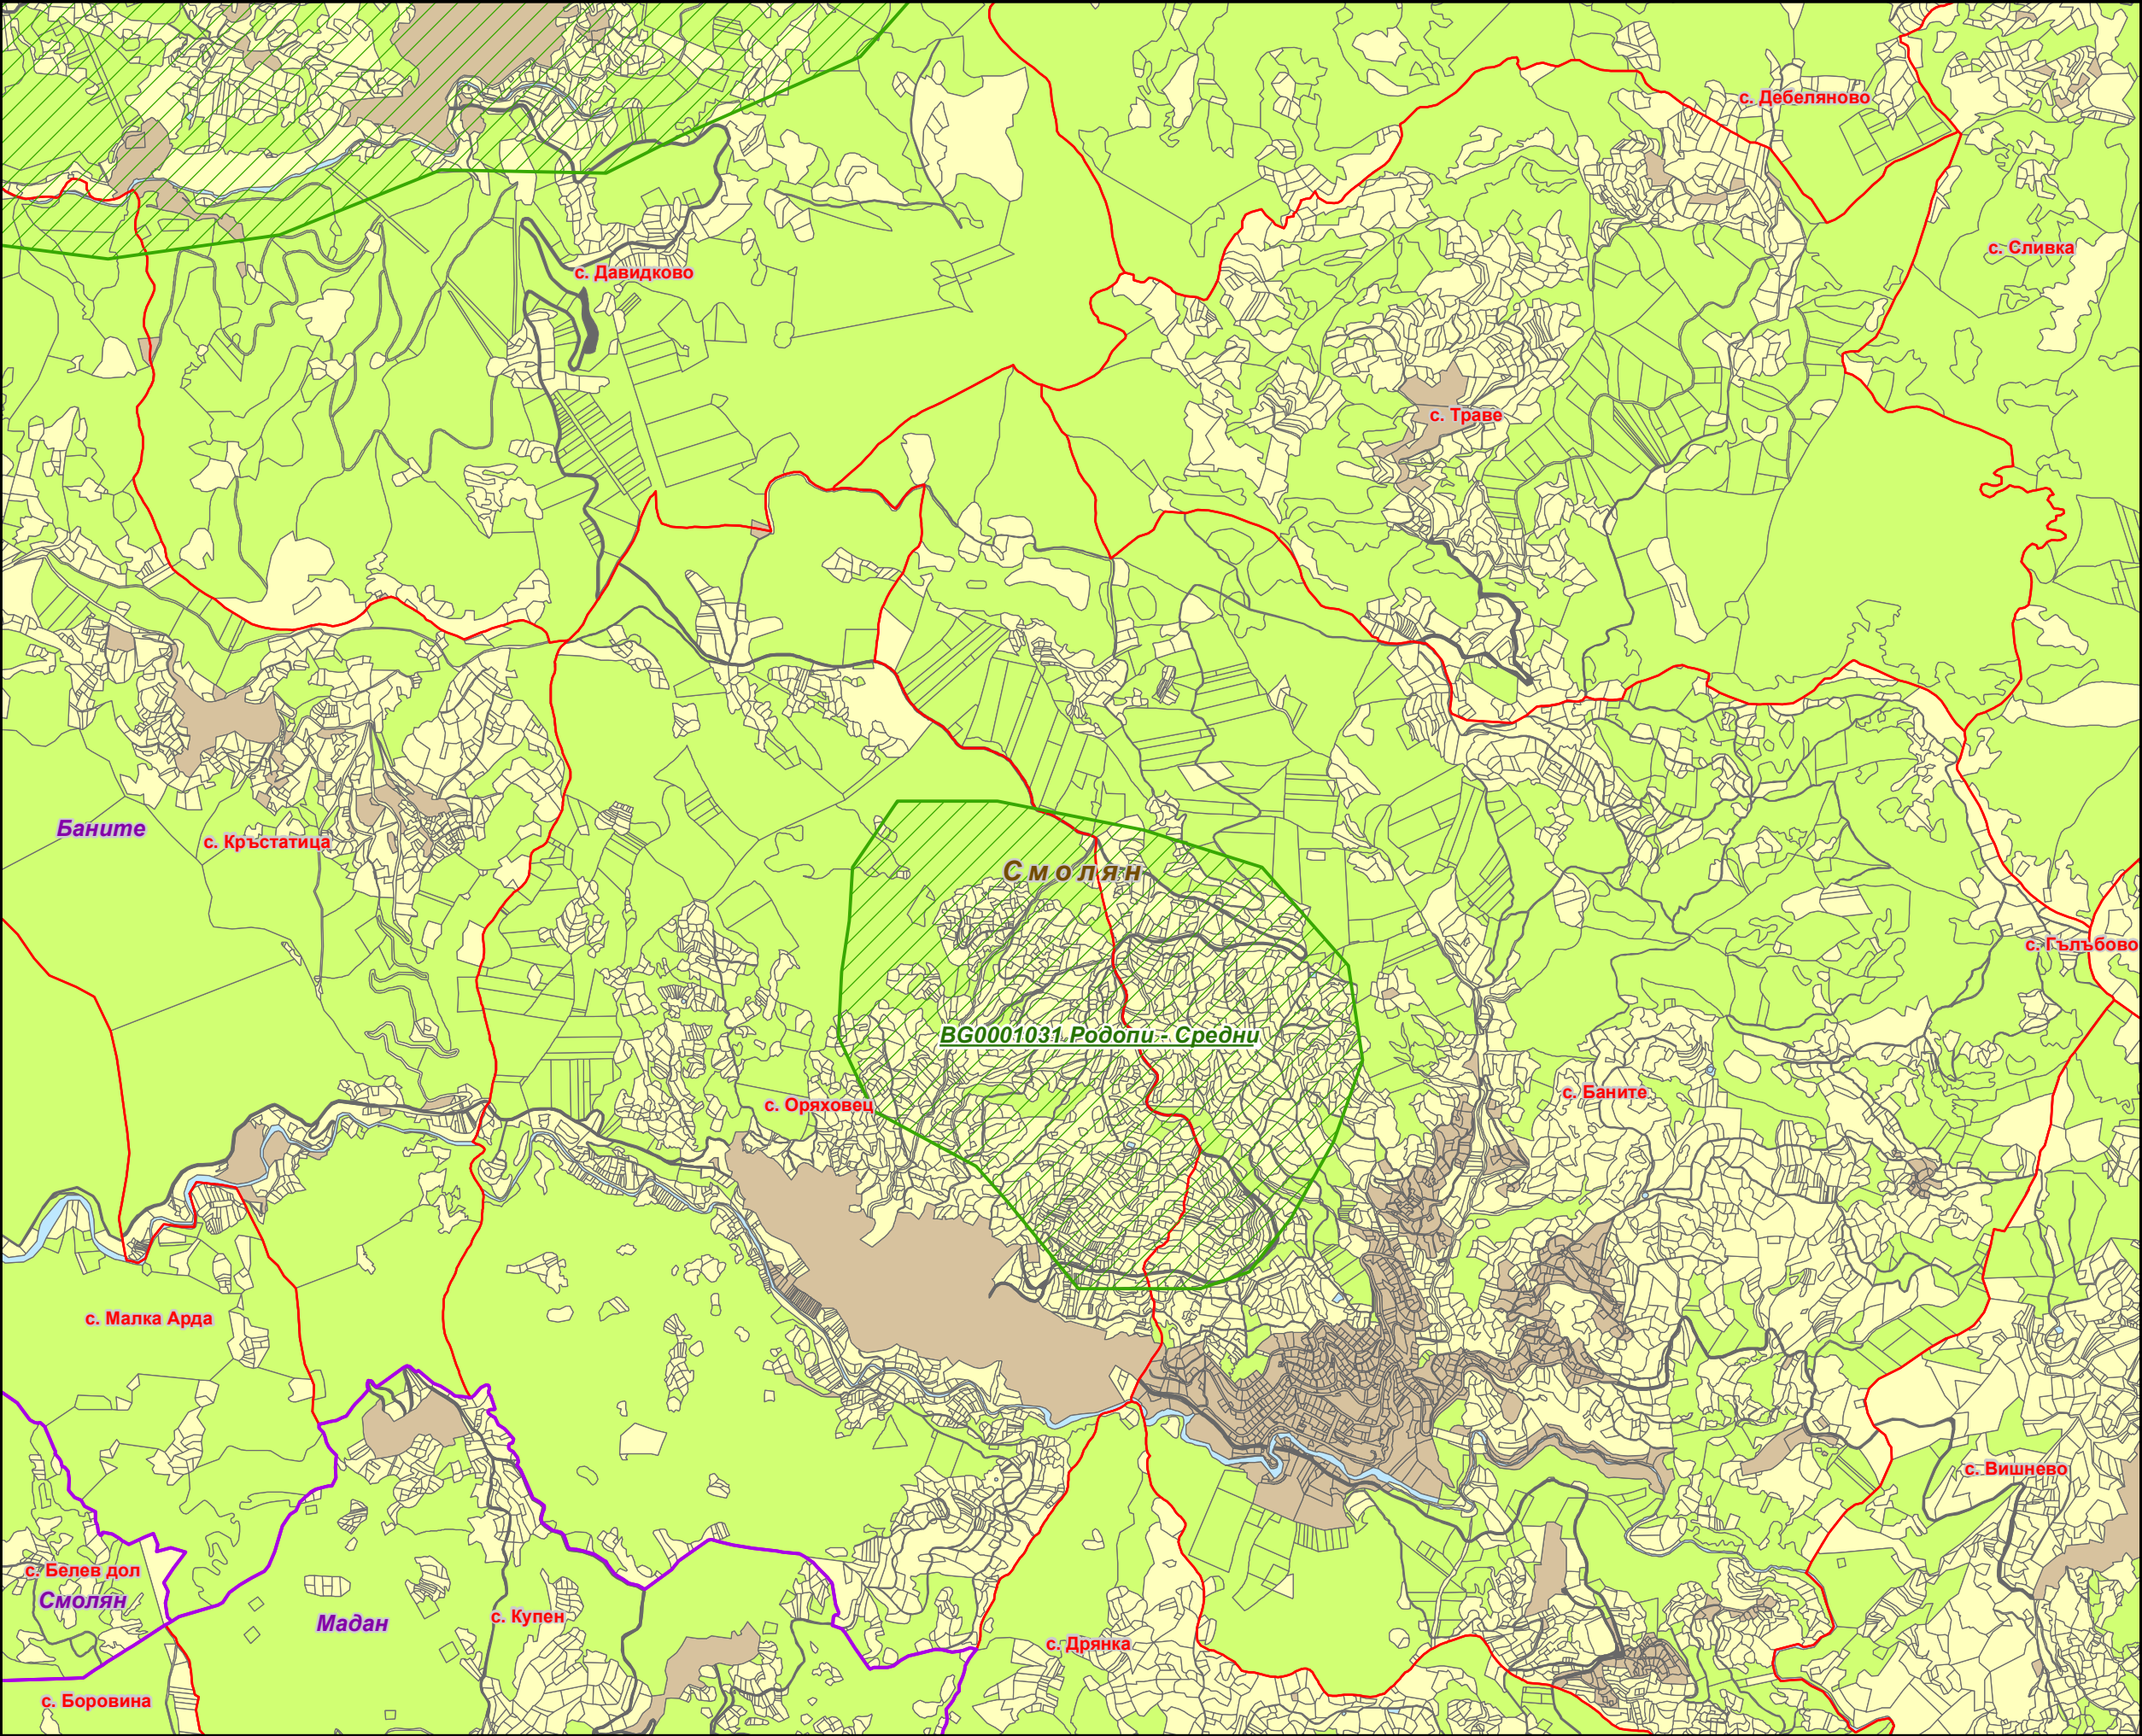 с. Дебеляново
с. Сливка
с. Давидково
с. Траве
Баните
с. Кръстатица
Смолян
с. Гълъбово
BG0001031 Родопи - Средни
с. Баните
с. Оряховец
с. Малка Арда
с. Вишнево
с. Белев дол
Смолян
Мадан
с. Купен
с. Дрянка
с. Боровина